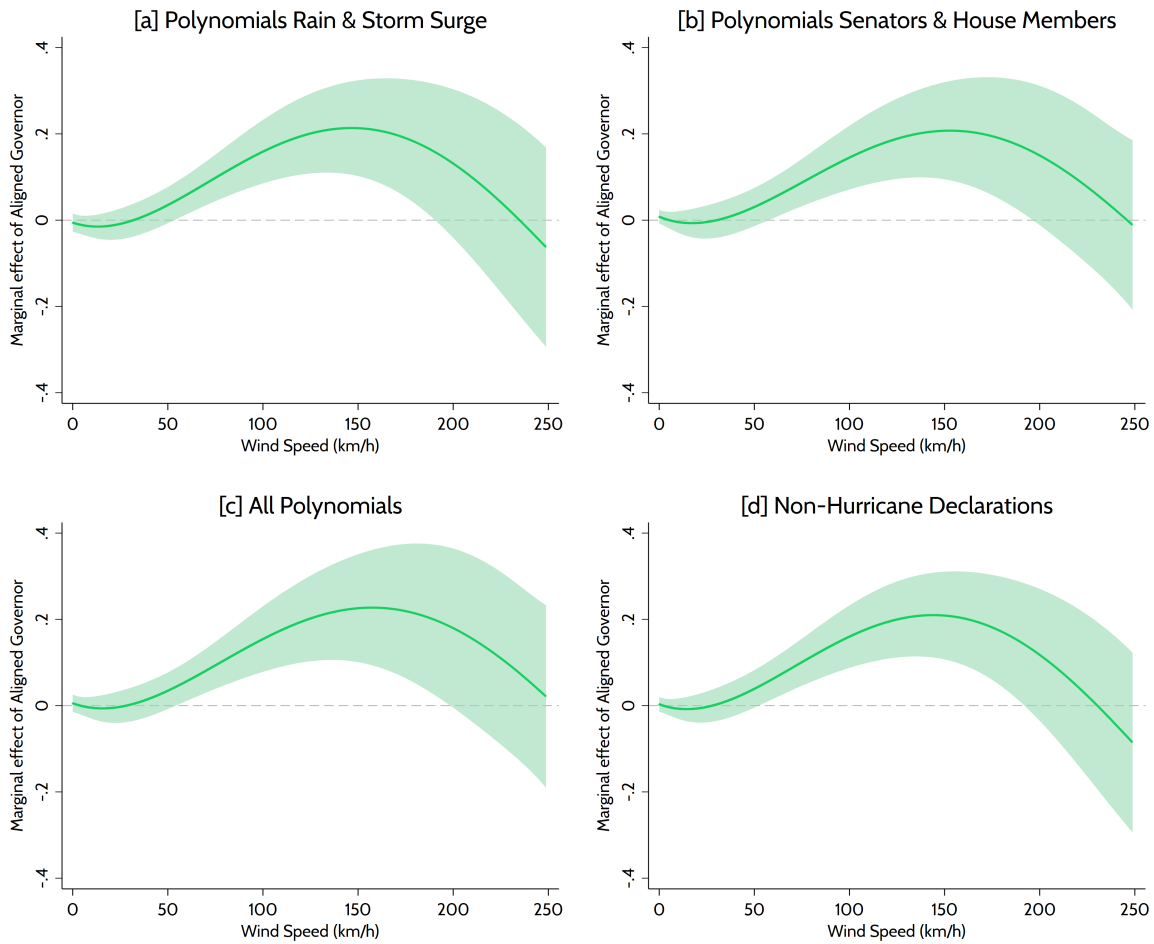 [a] Polynomials Rain & Storm Surge
Marginal effect of Aligned Governor
.4
.2
0
-.2
-.4
0 50 100 150 200 250
Wind Speed (km/h)
[b] Polynomials Senators & House Members
Marginal effect of Aligned Governor
.4
.2
0
-.2
-.4
0 50 100 150 200 250
Wind Speed (km/h)
[c] All Polynomials
Marginal effect of Aligned Governor
.4
.2
0
-.2
-.4
0 50 100 150 200 250
Wind Speed (km/h)
[d] Non-Hurricane Declarations
Marginal effect of Aligned Governor
.4
.2
0
-.2
-.4
0 50 100 150 200 250
Wind Speed (km/h)